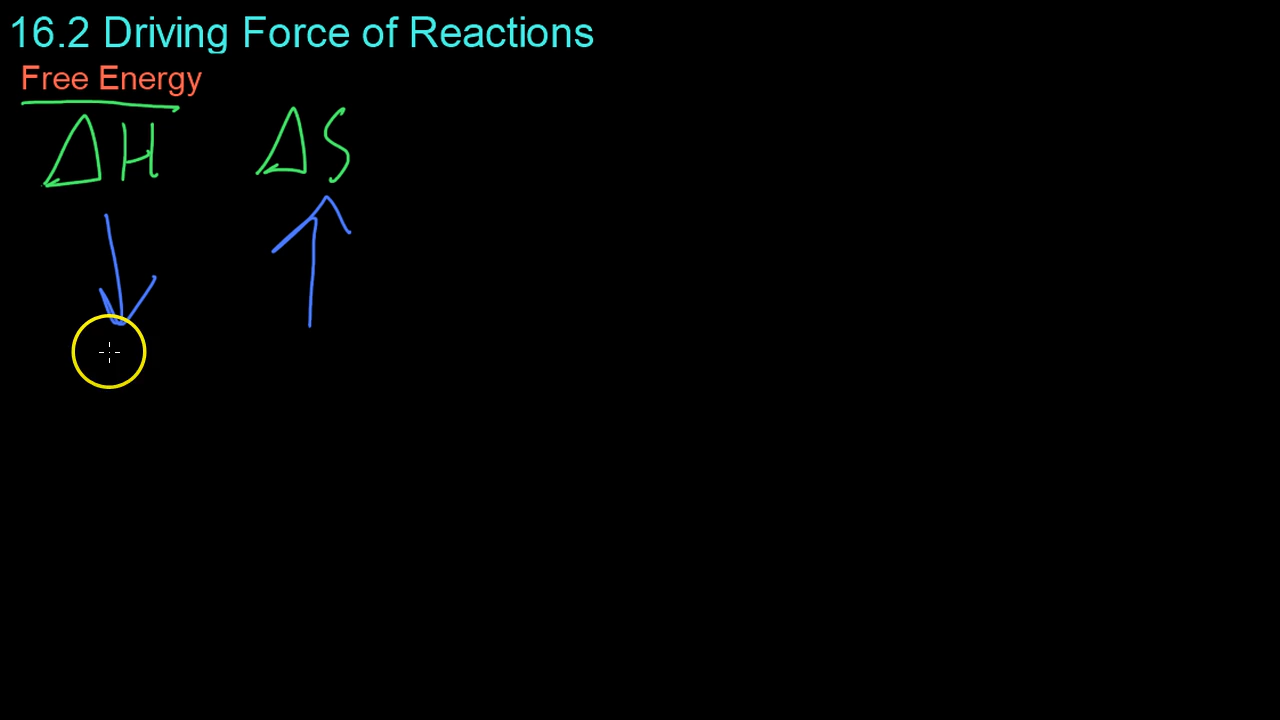 16.2 Driving Force of Reactions
Free Energy
ΔH ΔS